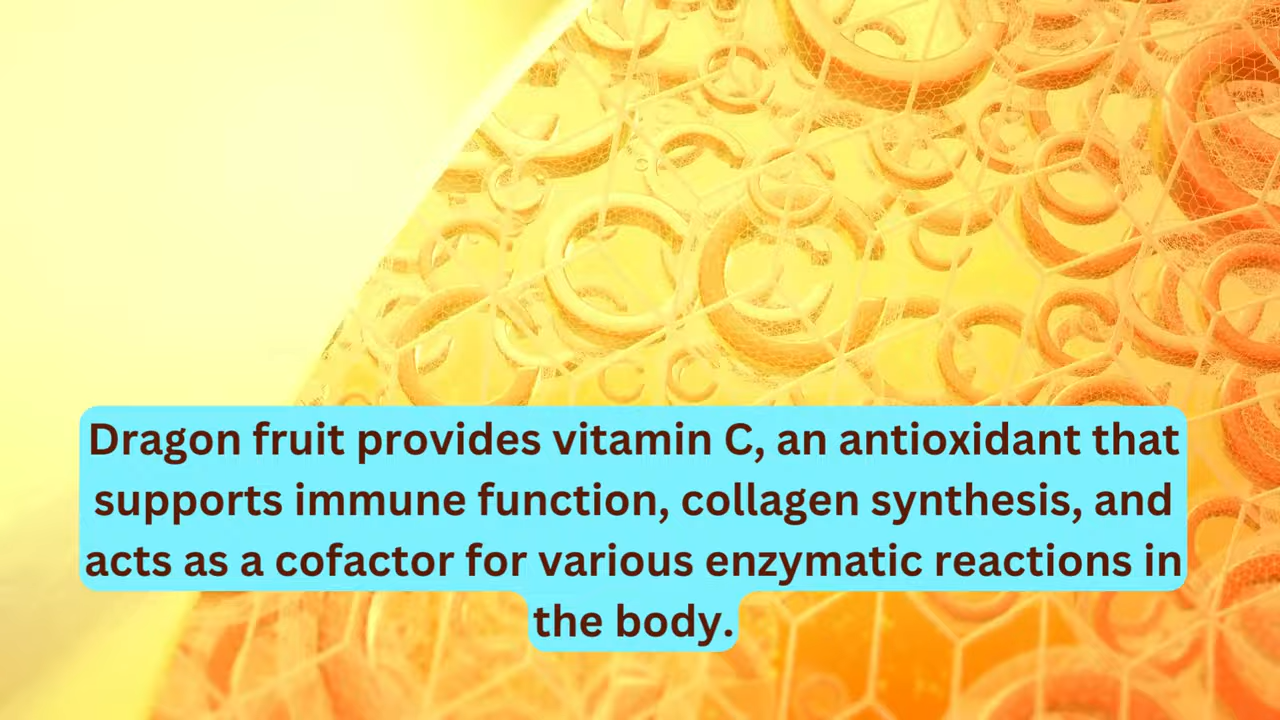 Dragon fruit provides vitamin C, an antioxidant that
supports immune function, collagen synthesis, and
acts as a cofactor for various enzymatic reactions in
the body.